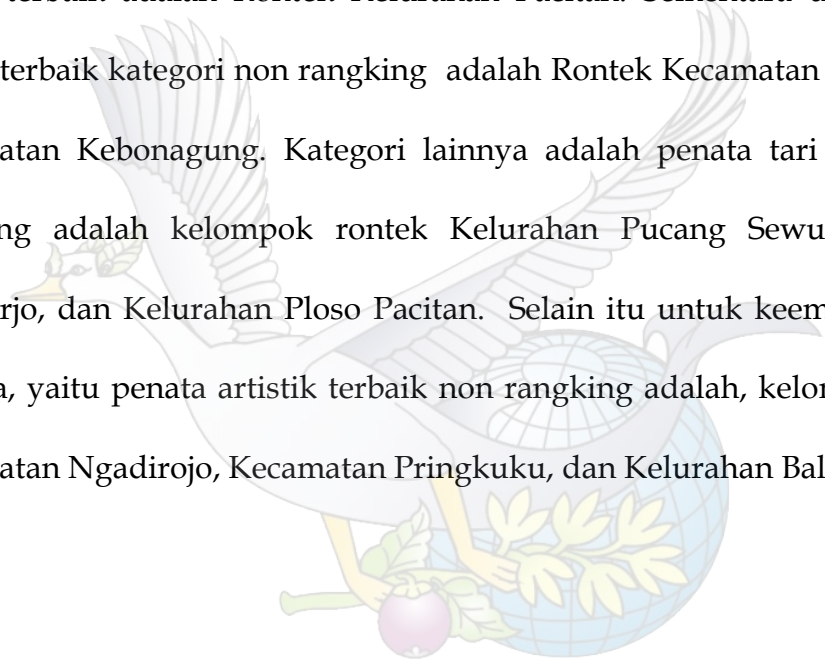 terbaik adalah Rontek Kelurahan Pacitan. Sementara
terbaik kategori non rangking adalah Rontek Kecamatan
atan Kebonagung. Kategori lainnya adalah penata tari
ng adalah kelompok rontek Kelurahan Pucang Sewu
rjo, dan Kelurahan Ploso Pacitan. Selain itu untuk keem
a, yaitu penata artistik terbaik non rangking adalah, kelon
atan Ngadirojo, Kecamatan Pringkuku, dan Kelurahan Bal